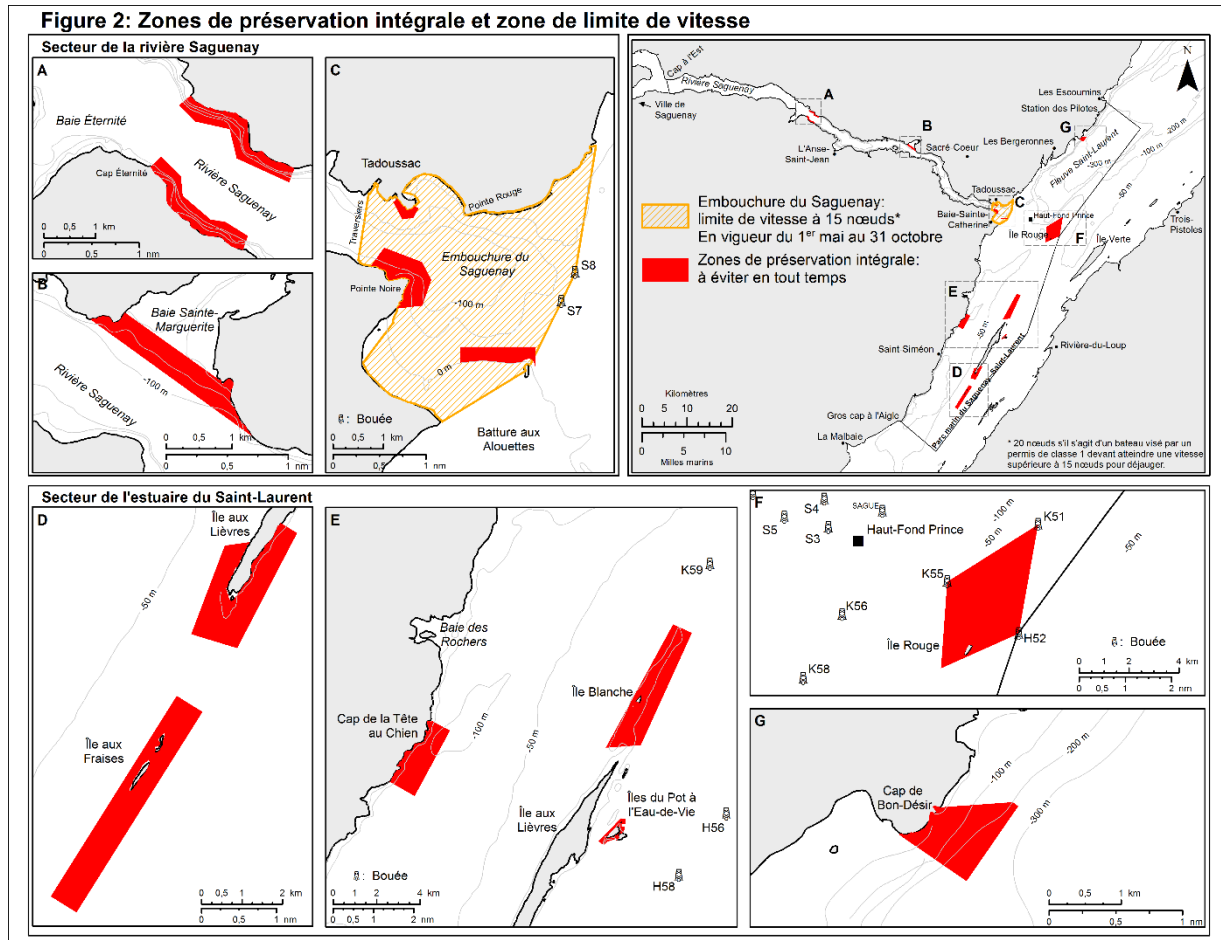 Figure 2: Zones de préservation intégrale et zone de limite de vitesse
Secteur de la rivière Saguenay
A
Baie Éternité
Cap Éternité
Rivière Saguenay
0 0,5 1 km
0 0,5 1 nm
B
Baie Sainte-
Marguerite
-100 m
Rivière Saguenay
0 1 2 km
0 0,5 1 nm
C
Tadoussac
Pointe Rouge
Traversiers
Embouchure du
Saguenay
Pointe Noire
-100 m
S8
S7
0 m
: Bouée
0 0,5 1 km
0 0,5 1 nm
Batture aux
Alouettes
N
Cap à l'Est
Rivière Saguenay
Ville de
Saguenay
A
L'Anse-
Saint-Jean
B
Sacré Coeur
Les Escoumins
Station des Pilotes
G
Les Bergeronnes
Fleuve Saint-Laurent
-200 m
-100 m
-300 m
-50 m
Tadoussac
C
Baie-Sainte-
Catherine
Haut-Fond Prince
Île Rouge
F
Île Verte
Trois-
Pistoles
E
-50 m
Saint Siméon
Rivière-du-Loup
D
Parc marin du Saguenay-Saint-Laurent
Gros cap à l'Aigle
La Malbaie
Embouchure du Saguenay:
limite de vitesse à 15 nœuds*
En vigueur du 1er mai au 31 octobre
Zones de préservation intégrale:
à éviter en tout temps
Kilomètres
0 10 20
0 5 10
Milles marins
* 20 nœuds s'il s'agit d'un bateau visé par un
permis de classe 1 devant atteindre une vitesse
supérieure à 15 nœuds pour déjauger.
Secteur de l'estuaire du Saint-Laurent
D
Île aux
Lièvres
-50 m
Île aux
Fraises
0 0,5 1 2 km
0 0,5 1 nm
E
K59
Baie des
Rochers
Île Blanche
Cap de la Tête
au Chien
-100 m
-50 m
Île aux
Lièvres
Îles du Pot à
l'Eau-de-Vie
H56
H58
: Bouée
0 1 2 4 km
0 0,5 1 2 nm
F
S4
SAGUE
S5
S3
Haut-Fond Prince
-100 m
-50 m
K51
-50 m
K55
K56
Île Rouge
H52
K58
: Bouée
0 1 2 4 km
0 0,5 1 2 nm
G
-200 m
-100 m
-300 m
Cap de
Bon-Désir
0 0,5 1 km
0 0,5 1 nm